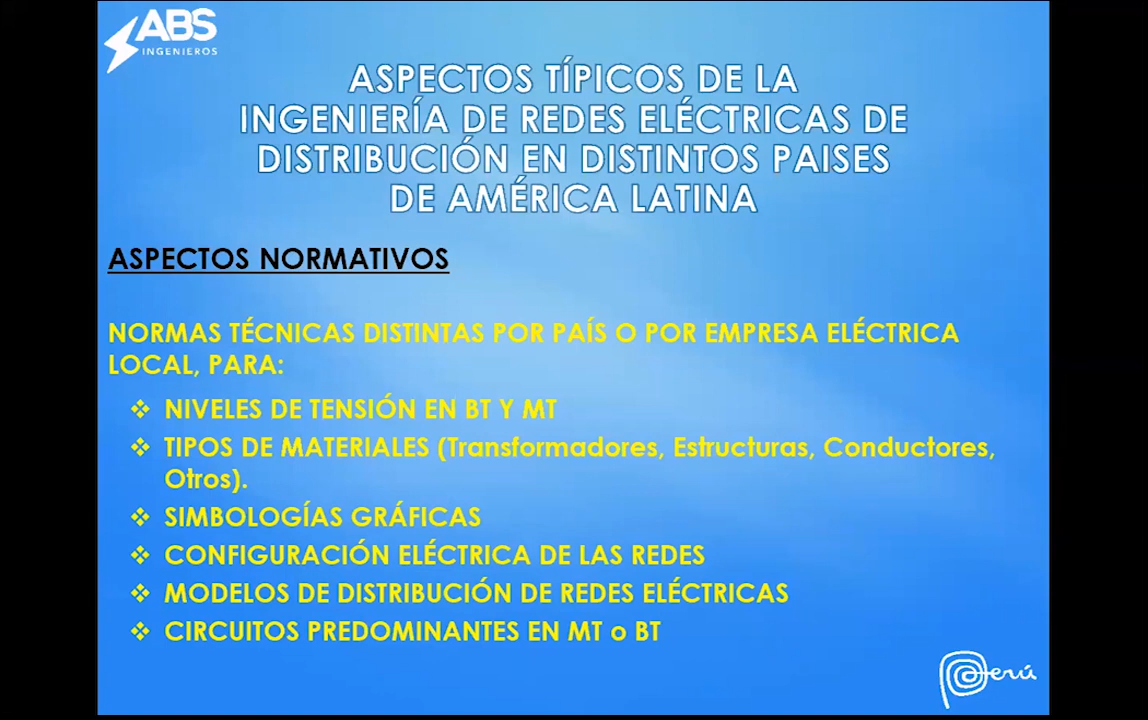 ABS
INGENIEROS
ASPECTOS TÍPICOS DE LA
INGENIERÍA DE REDES ELÉCTRICAS DE
DISTRIBUCIÓN EN DISTINTOS PAISES
DE AMÉRICA LATINA
ASPECTOS NORMATIVOS
NORMAS TÉCNICAS DISTINTAS POR PAÍS O POR EMPRESA ELÉCTRICA
LOCAL, PARA:
❖ NIVELES DE TENSIÓN EN BT Y MT
❖ TIPOS DE MATERIALES (Transformadores, Estructuras, Conductores,
Otros).
❖ SIMBOLOGÍAS GRÁFICAS
❖ CONFIGURACIÓN ELÉCTRICA DE LAS REDES
❖ MODELOS DE DISTRIBUCIÓN DE REDES ELÉCTRICAS
❖ CIRCUITOS PREDOMINANTES EN MT o BT
Perú